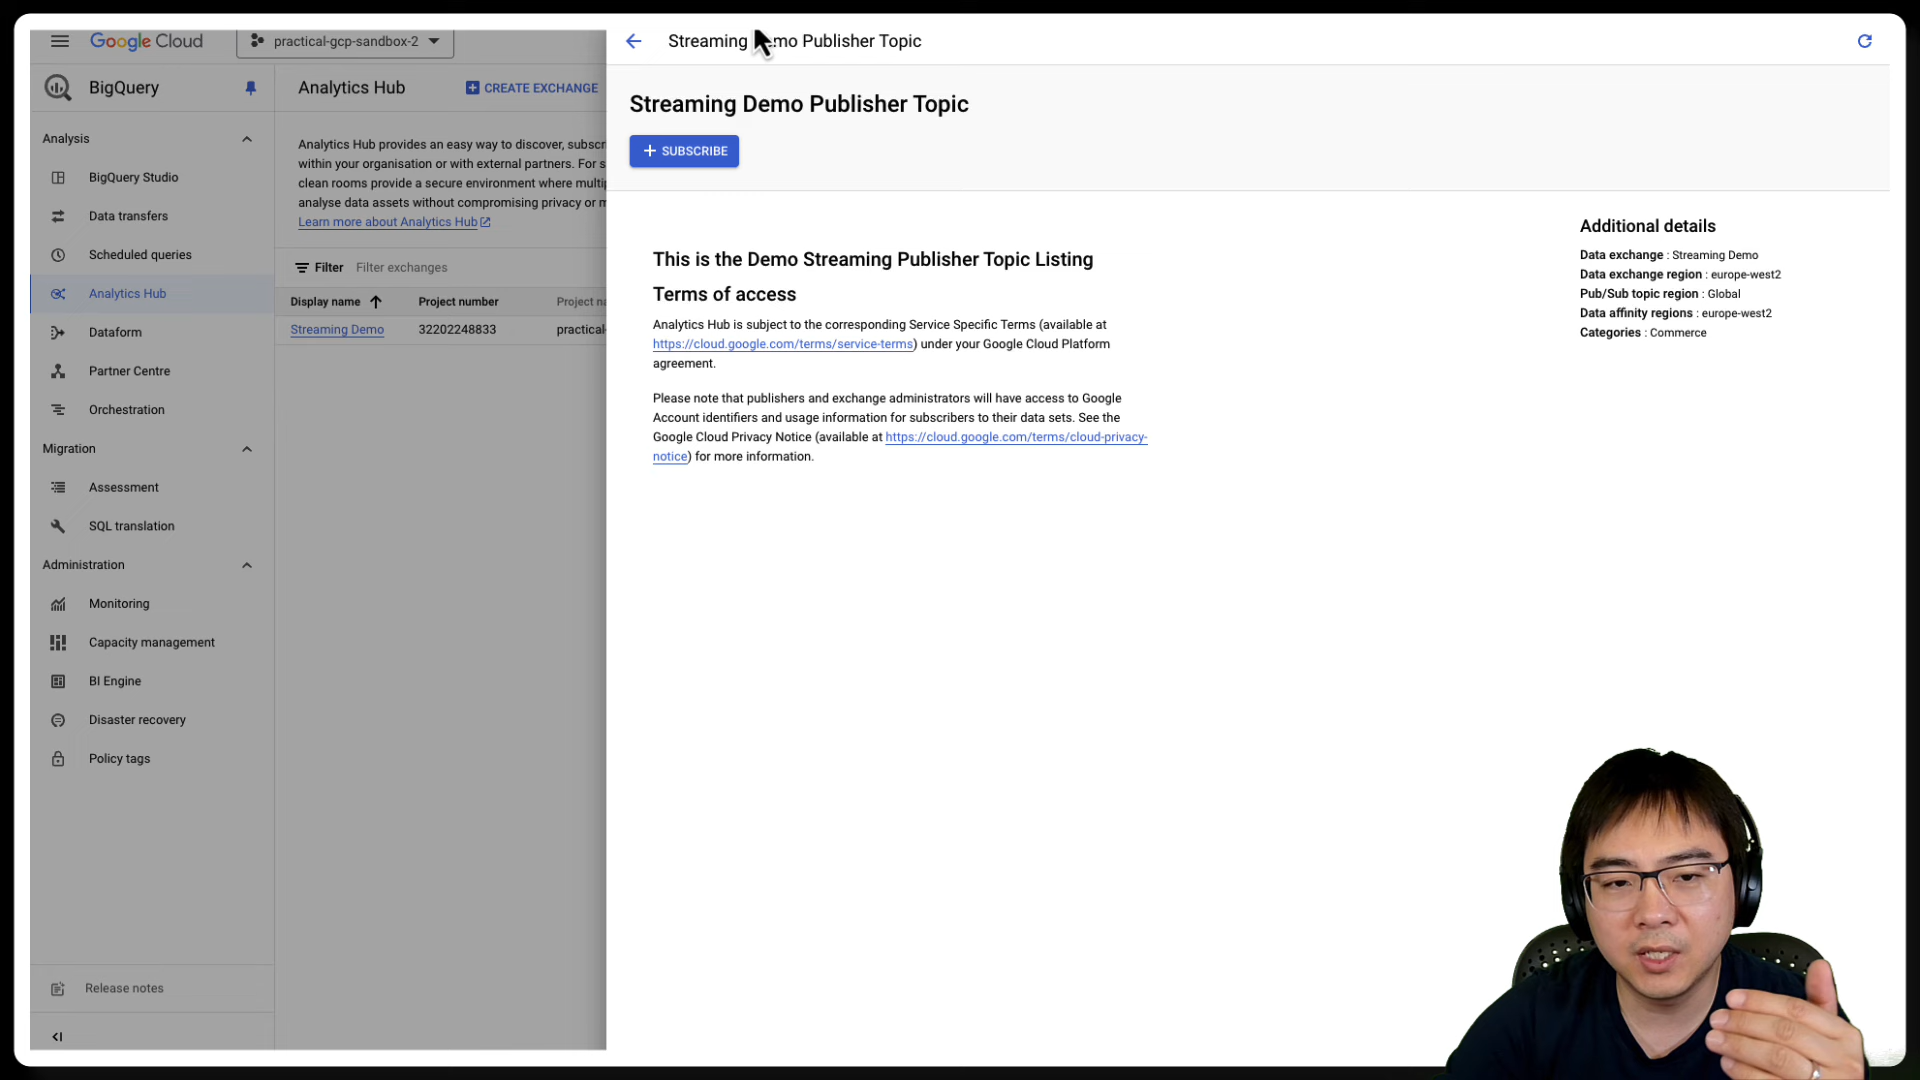 Google Cloud
practical-gcp-sandbox-2
Streaming mo Publisher Topic
BigQuery
Analytics Hub
CREATE EXCHANGE
Streaming Demo Publisher Topic
SUBSCRIBE
Analysis
BigQuery Studio
Data transfers
Scheduled queries
Analytics Hub
Dataform
Partner Centre
Orchestration
Migration
Assessment
SQL translation
Administration
Monitoring
Capacity management
BI Engine
Disaster recovery
Policy tags
Release notes
Analytics Hub provides an easy way to discover, subscr
within your organisation or with external partners. For s
clean rooms provide a secure environment where multi
analyse data assets without compromising privacy or
Learn more about Analytics Hub
Filter Filter exchanges
Display name Project number Project na
Streaming Demo 32202248833 practical-
This is the Demo Streaming Publisher Topic Listing
Terms of access
Analytics Hub is subject to the corresponding Service Specific Terms (available at
https://cloud.google.com/terms/service-terms) under your Google Cloud Platform
agreement.
Please note that publishers and exchange administrators will have access to Google
Account identifiers and usage information for subscribers to their data sets. See the
Google Cloud Privacy Notice (available at https://cloud.google.com/terms/cloud-privacy-
notice) for more information.
Additional details
Data exchange : Streaming Demo
Data exchange region : europe-west2
Pub/Sub topic region : Global
Data affinity regions : europe-west2
Categories : Commerce